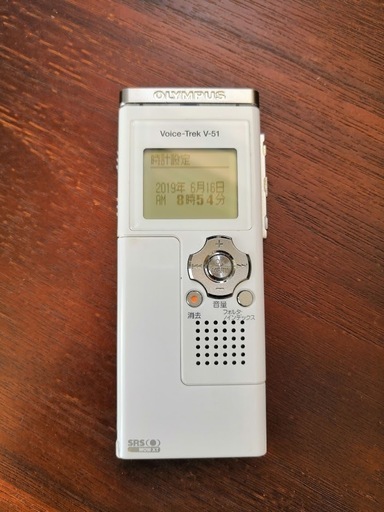 OLYMPUS
Voice-Trek V-51
時計設定
2019年 6月16日
AM 8時54分
+
−
音量
消去
フォルダ
/インデックス
SRS(●)
WOW XT